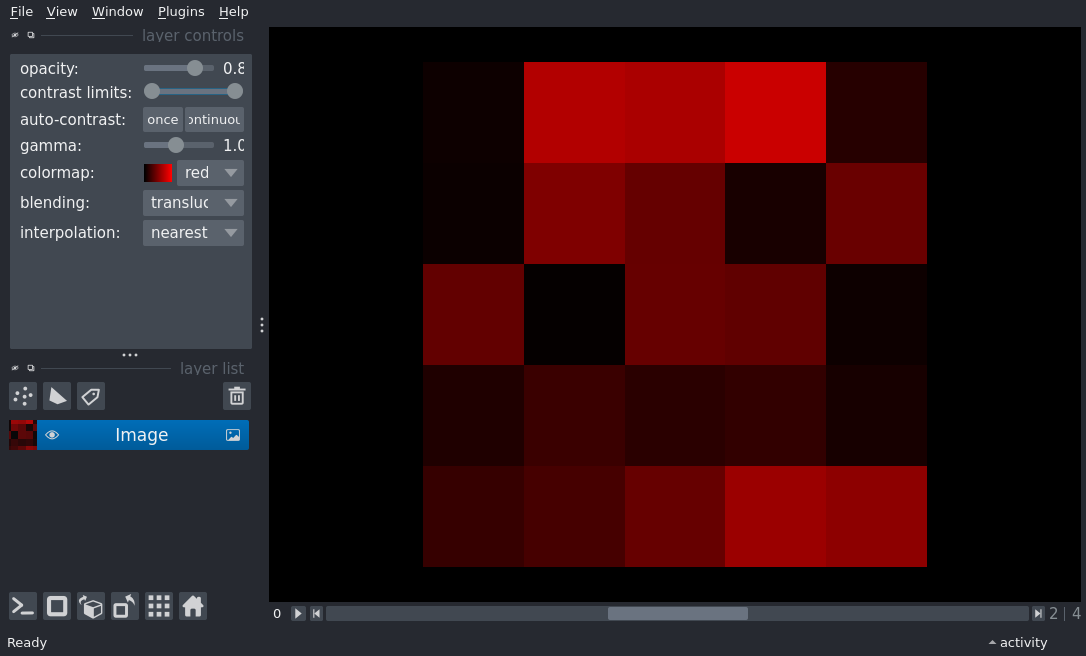 File View Window Plugins Help
layer controls
opacity: 0.8
contrast limits:
auto-contrast: once ontinuou
gamma: 1.0
colormap: red
blending: transluc
interpolation: nearest
layer list
Image
0 2 | 4
Ready activity